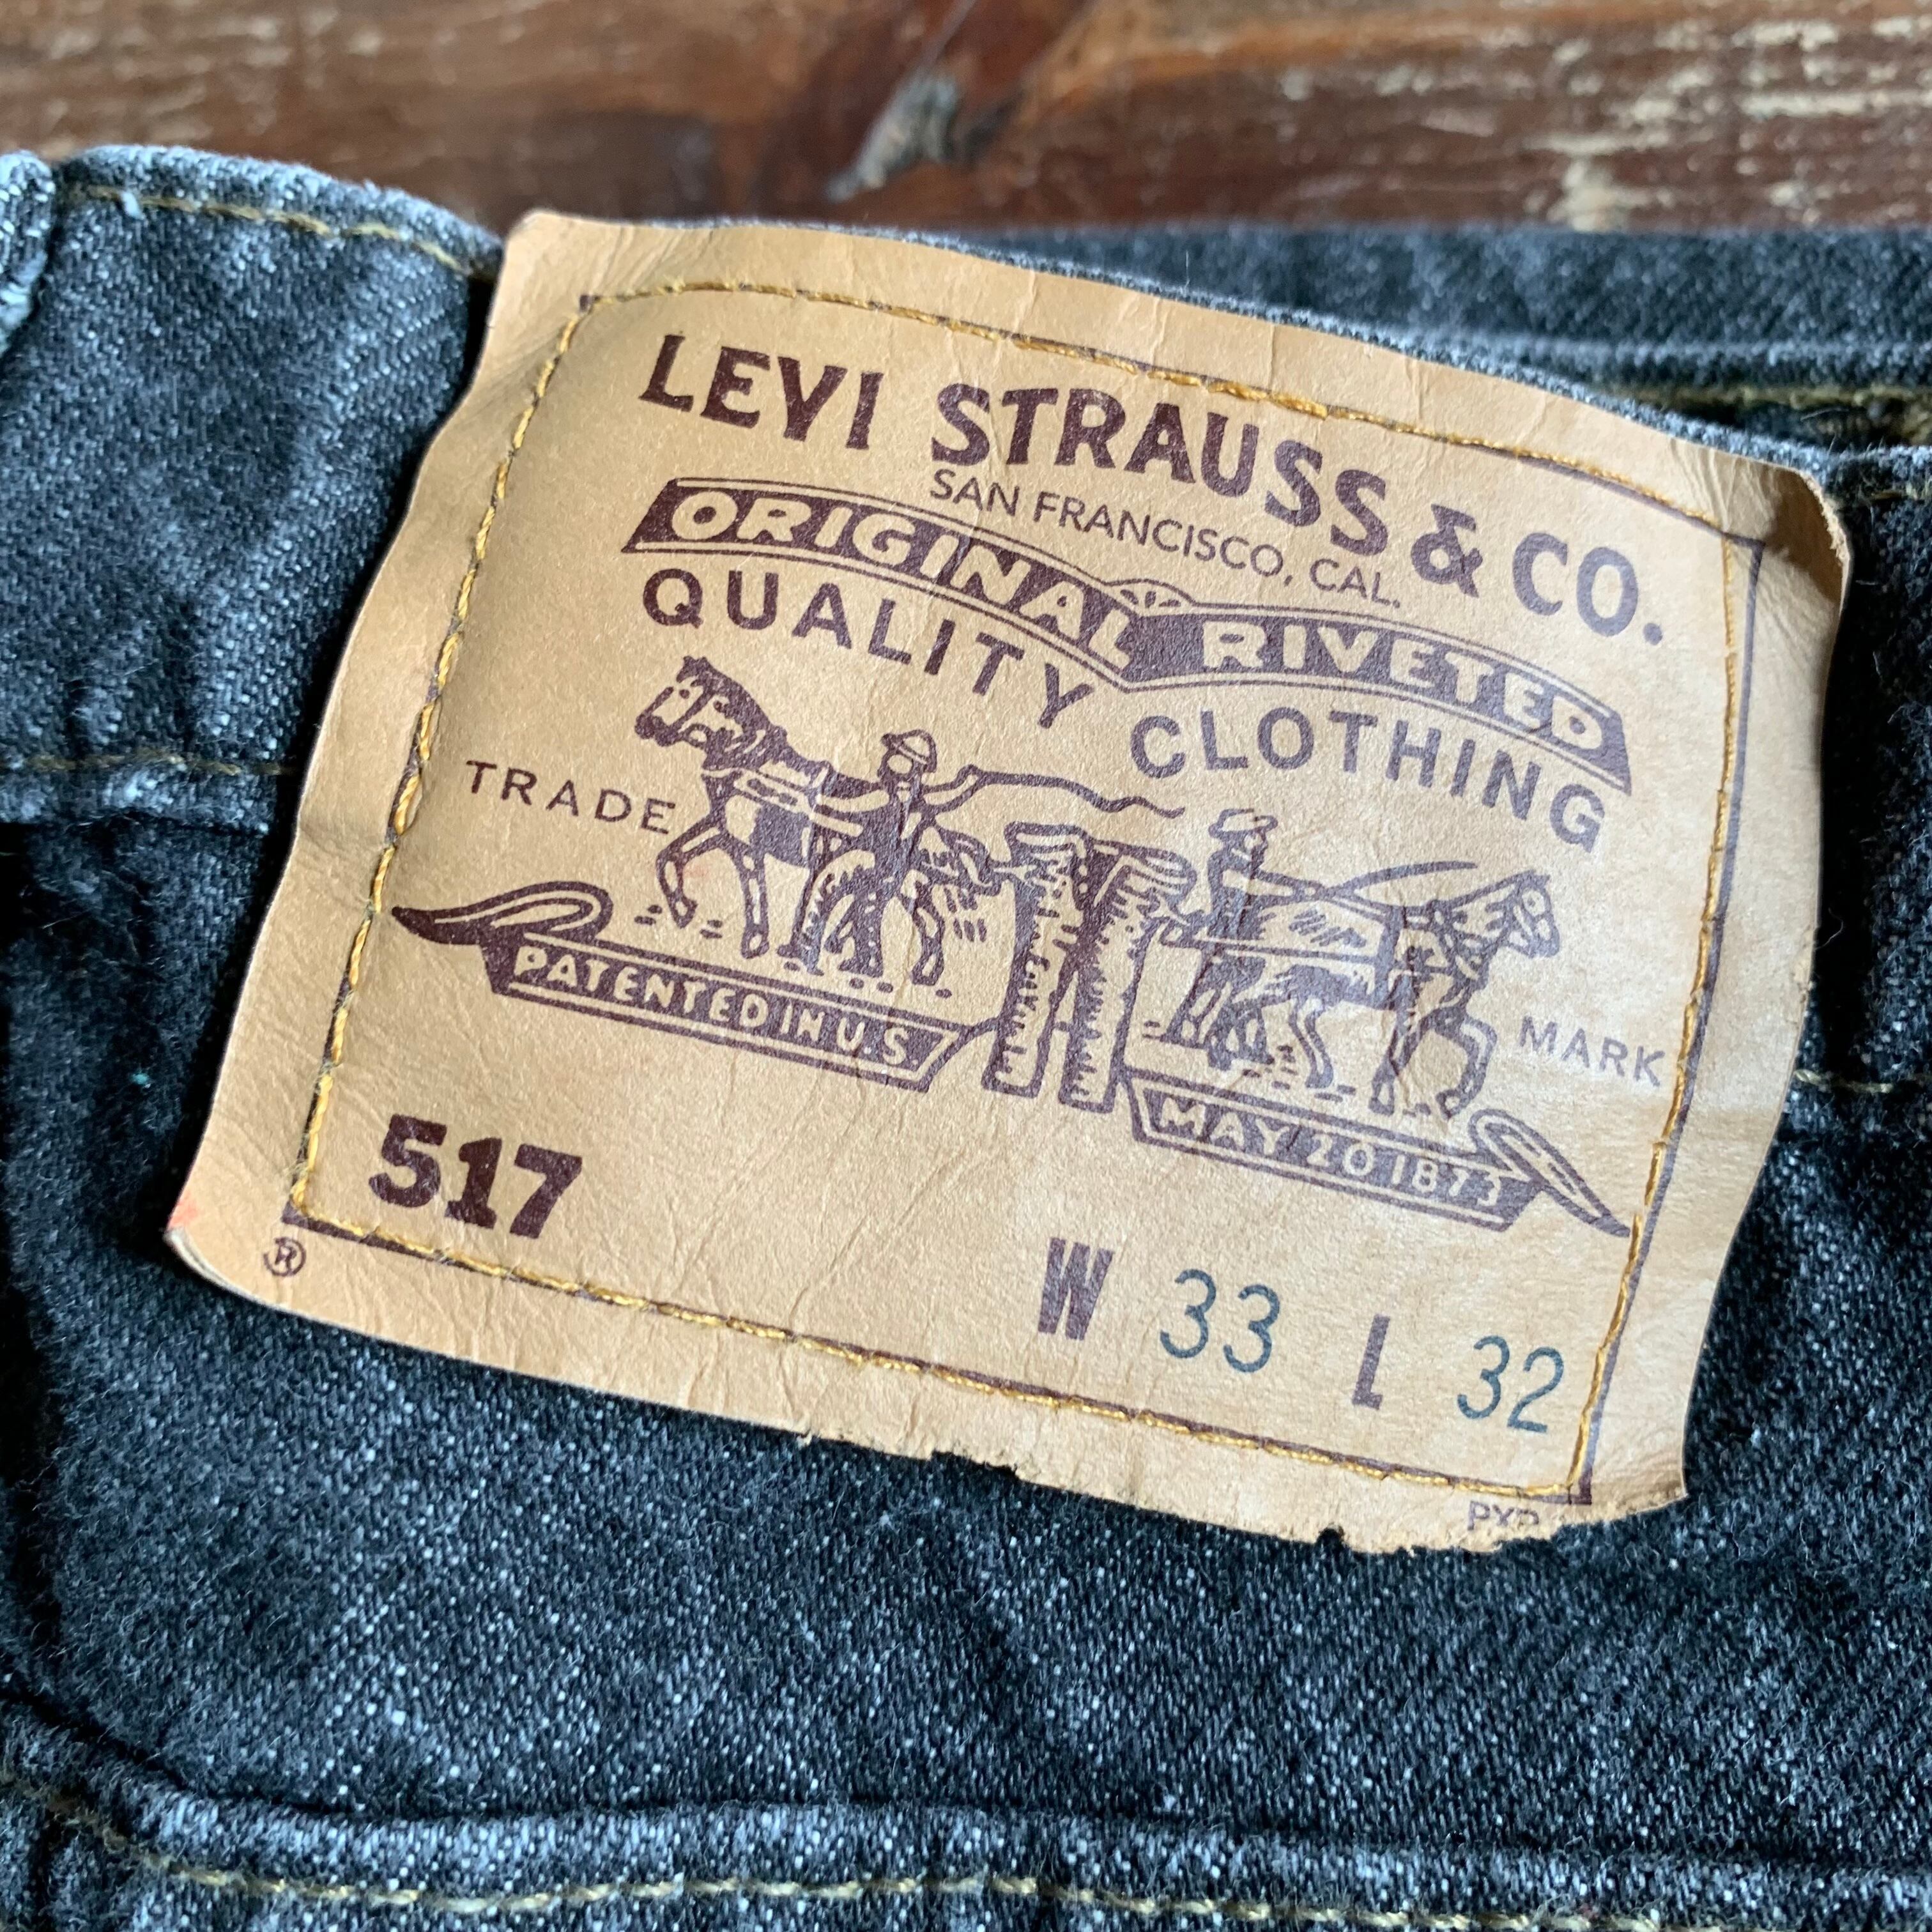 LEVI STRAUSS & CO.
SAN FRANCISCO, CAL.
ORIGINAL RIVETED
QUALITY CLOTHING
TRADE MARK
PATENTED IN U.S
MAY 20 1873
517
W 33 L 32
®